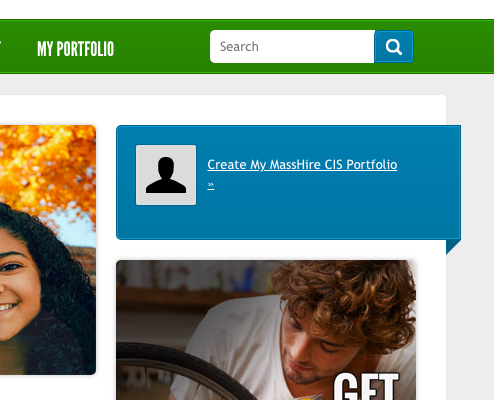 MY PORTFOLIO
Search
Create My MassHire CIS Portfolio
»
GET